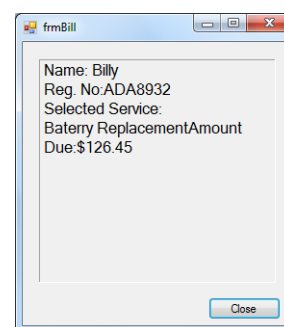 frmBill
Name: Billy
Reg. No:ADA8932
Selected Service:
Baterry ReplacementAmount
Due:$126.45
Close